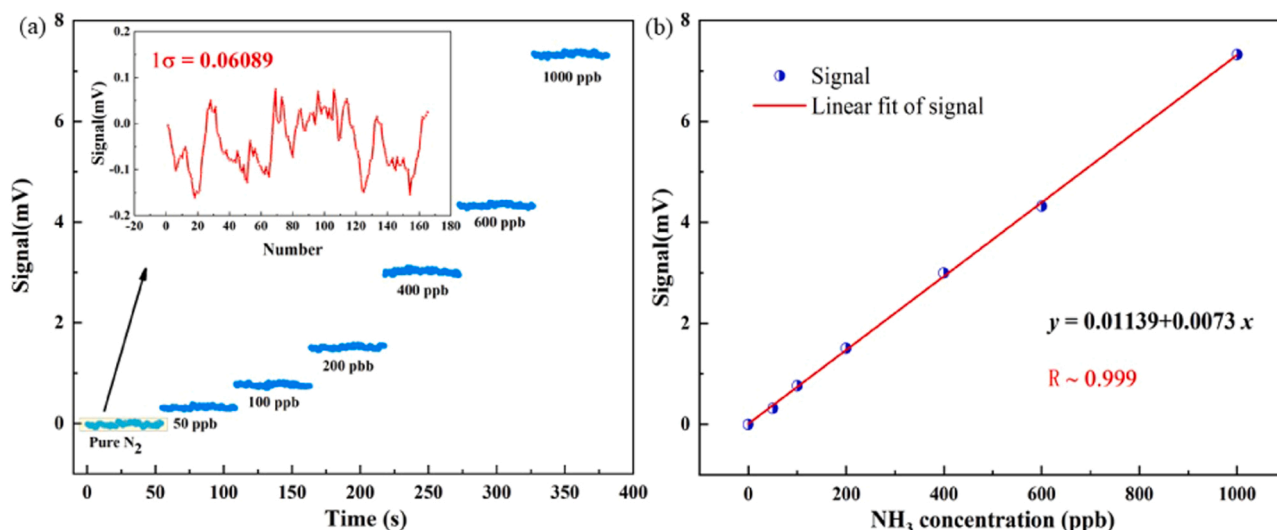 (a)
8
6
4
2
0
Signal(mV)
0.2
0.1
0.0
-0.1
-0.2
Signal(mV)
1σ = 0.06089
-20 0 20 40 60 80 100 120 140 160 180
Number
1000 ppb
600 ppb
400 ppb
200 pbb
100 ppb
50 ppb
Pure N2
0 50 100 150 200 250 300 350 400
Time (s)
(b)
8
6
4
2
0
Signal(mV)
Signal
Linear fit of signal
y = 0.01139+0.0073 x
R ~ 0.999
0 200 400 600 800 1000
NH3 concentration (ppb)